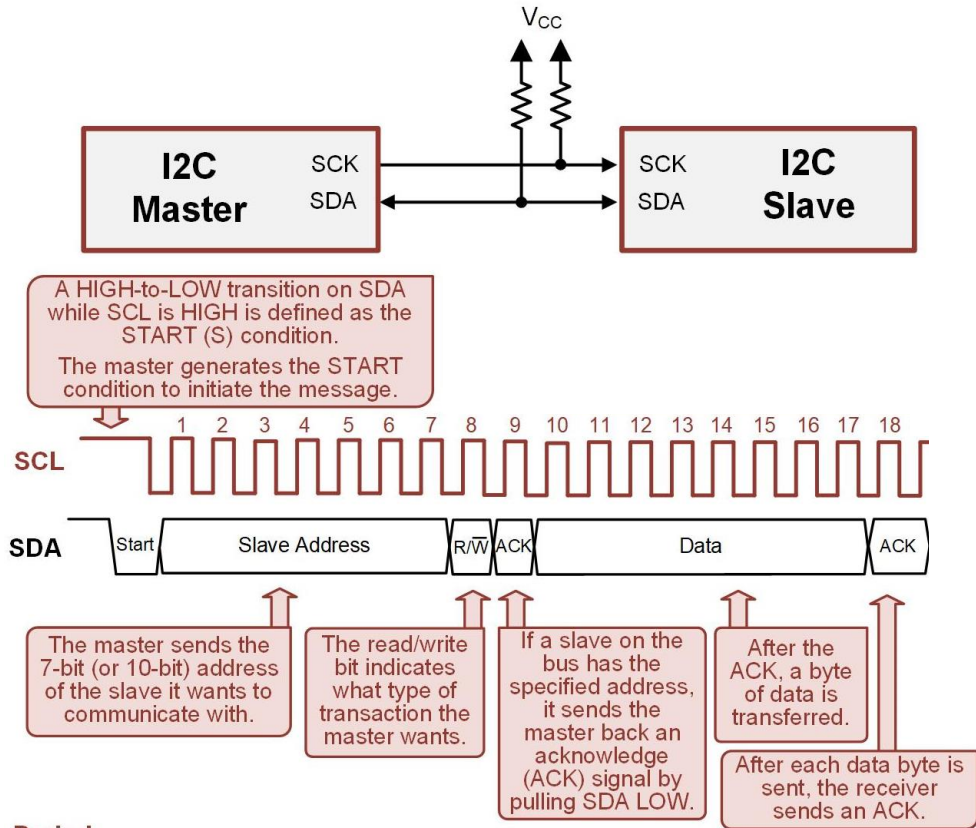 VCC
I2C
Master
SCK
SDA
SCK
SDA
I2C
Slave
A HIGH-to-LOW transition on SDA
while SCL is HIGH is defined as the
START (S) condition.
The master generates the START
condition to initiate the message.
1 2 3 4 5 6 7 8 9 10 11 12 13 14 15 16 17 18
SCL
SDA
Start
Slave Address
R/W̅
ACK
Data
ACK
The master sends the
7-bit (or 10-bit) address
of the slave it wants to
communicate with.
The read/write
bit indicates
what type of
transaction the
master wants.
If a slave on the
bus has the
specified address,
it sends the
master back an
acknowledge
(ACK) signal by
pulling SDA LOW.
After the
ACK, a byte
of data is
transferred.
After each data byte is
sent, the receiver
sends an ACK.